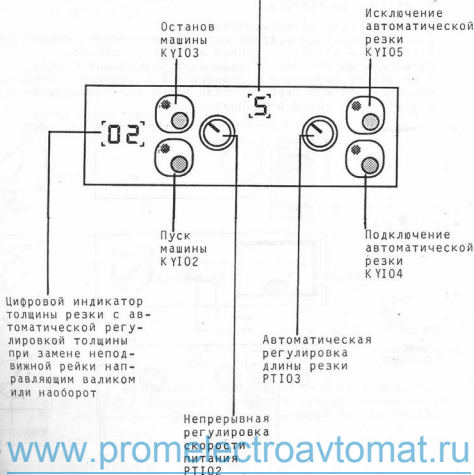 Останов
машины
KYI03
Исключение
автоматической
резки
KYI05
[02]
[5]
Пуск
машины
KYI02
Подключение
автоматической
резки
KYI04
Цифровой индикатор
толщины резки с ав-
томатической регу-
лировкой толщины
при замене непод-
вижной рейки нап-
равляющим валиком
или наоборот
Автоматическая
регулировка
длины резки
PTI03
Непрерывная
регулировка
скорости
питания
PTI02
www.promelectroavtomat.ru